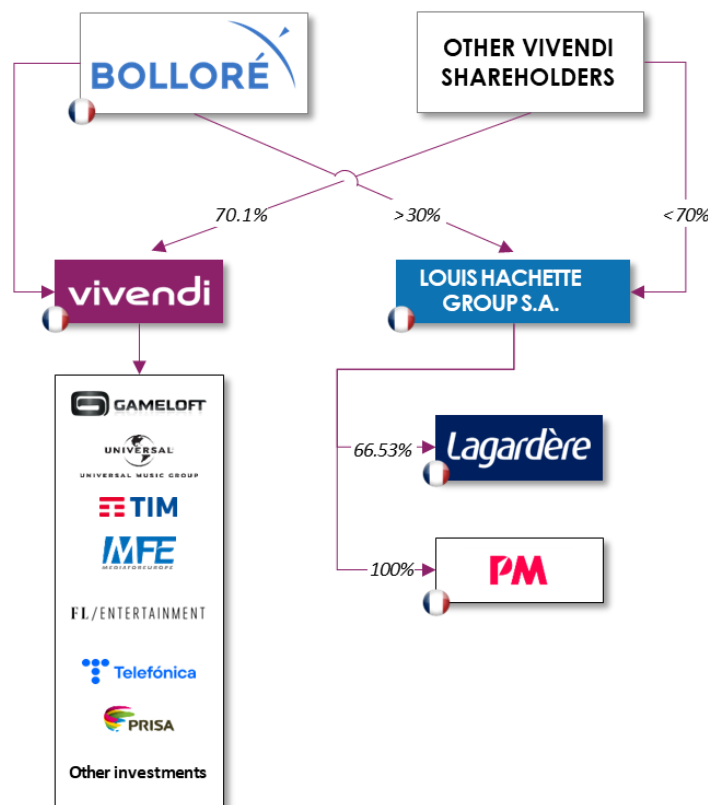 BOLLORÉ
OTHER VIVENDI
SHAREHOLDERS
70.1%
>30%
<70%
vivendi
LOUIS HACHETTE
GROUP S.A.
GAMELOFT
UNIVERSAL
UNIVERSAL MUSIC GROUP
66.53%
Lagardère
TIM
MFE
MEDIAFOREUROPE
100%
PM
FL/ENTERTAINMENT
Telefónica
PRISA
Other investments